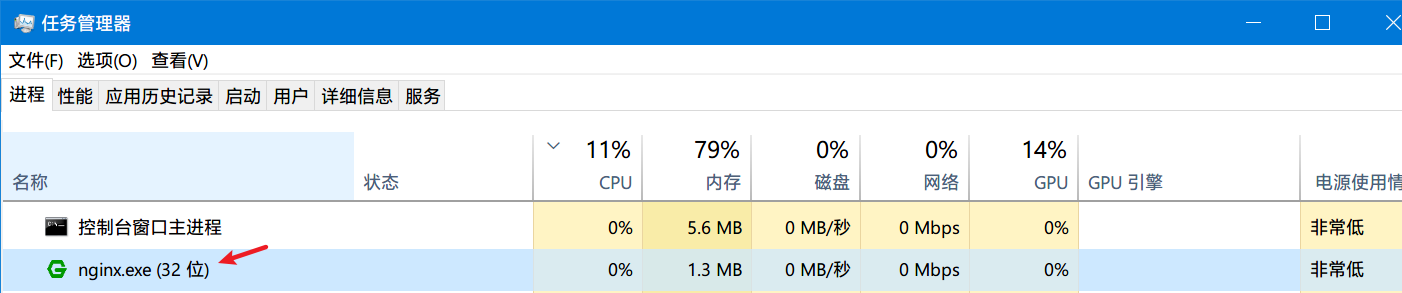 任务管理器
文件(F) 选项(O) 查看(V)
进程 性能 应用历史记录 启动 用户 详细信息 服务
11% 79% 0% 0% 14%
名称 状态 CPU 内存 磁盘 网络 GPU GPU 引擎 电源使用情
控制台窗口主进程 0% 5.6 MB 0 MB/秒 0 Mbps 0% 非常低
nginx.exe (32 位) 0% 1.3 MB 0 MB/秒 0 Mbps 0% 非常低